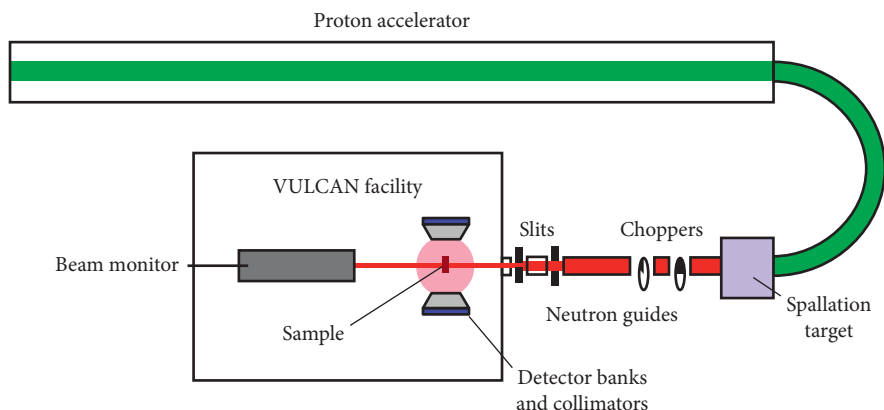 Proton accelerator
VULCAN facility
Slits
Choppers
Beam monitor
Sample
Neutron guides
Spallation
target
Detector banks
and collimators